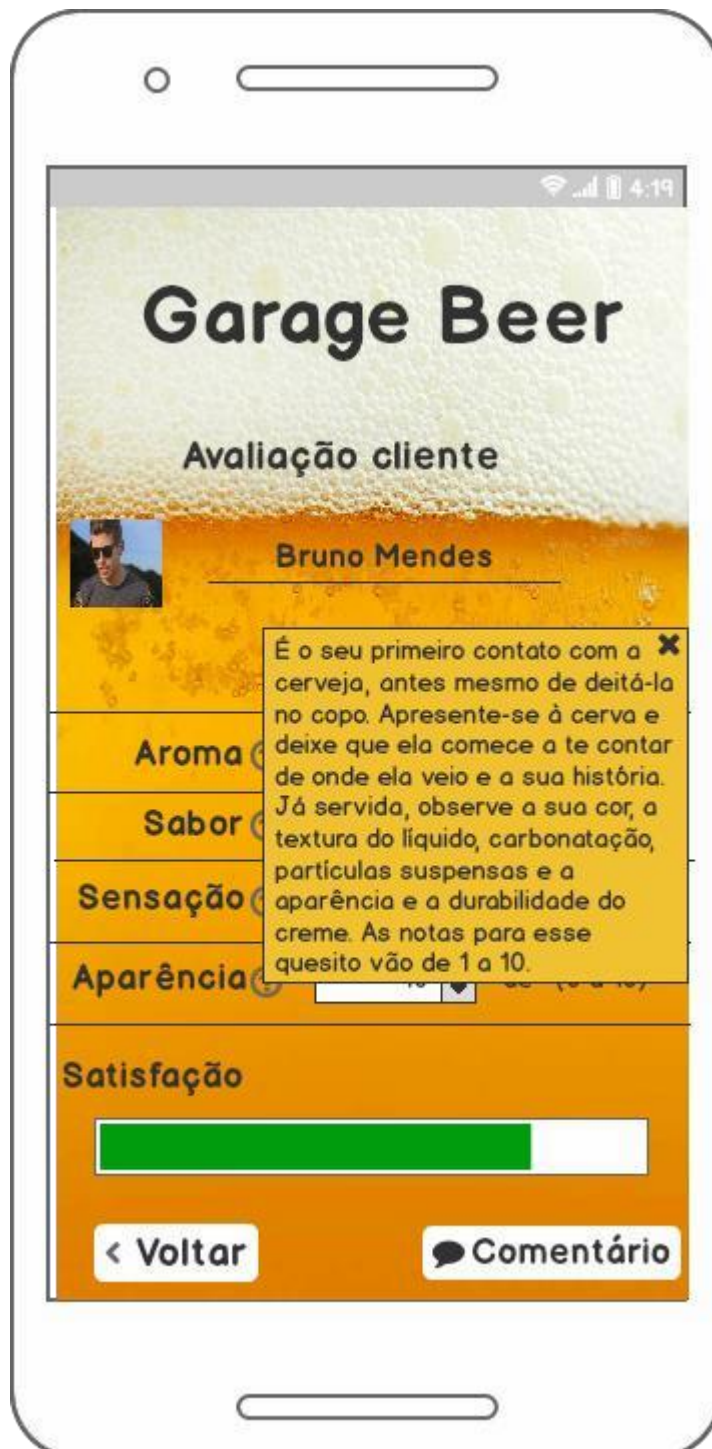 4:19
Garage Beer
Avaliação cliente
Bruno Mendes
É o seu primeiro contato com a
cerveja, antes mesmo de deitá-la
no copo. Apresente-se à cerva e
deixe que ela comece a te contar
de onde ela veio e a sua história.
Já servida, observe a sua cor, a
textura do líquido, carbonatação,
partículas suspensas e a
aparência e a durabilidade do
creme. As notas para esse
quesito vão de 1 a 10.
Aroma
Sabor
Sensação
Aparência
de
Satisfação
Voltar
Comentário